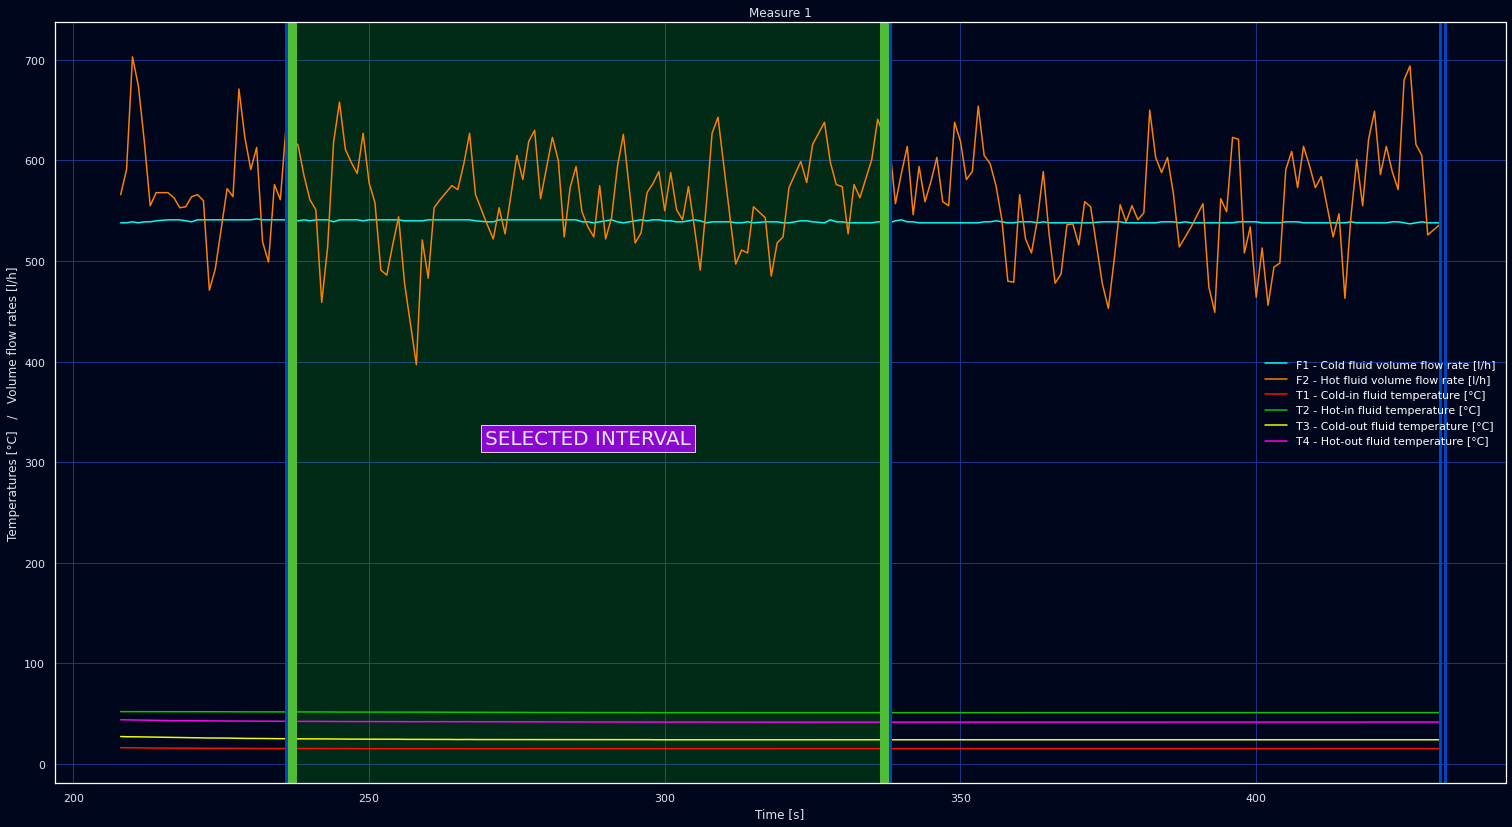 Measure 1
700
600
500
400
300
200
100
0
Temperatures [°C]   /   Volume flow rates [l/h]
F1 - Cold fluid volume flow rate [l/h]
F2 - Hot fluid volume flow rate [l/h]
T1 - Cold-in fluid temperature [°C]
T2 - Hot-in fluid temperature [°C]
T3 - Cold-out fluid temperature [°C]
T4 - Hot-out fluid temperature [°C]
SELECTED INTERVAL
200 250 300 350 400
Time [s]